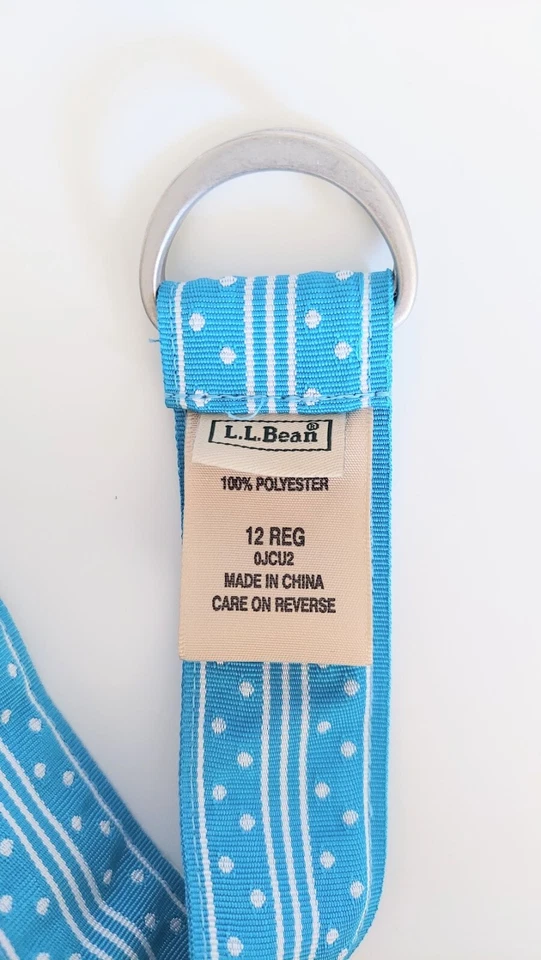 L.L.Bean®
100% POLYESTER
12 REG
0JCU2
MADE IN CHINA
CARE ON REVERSE